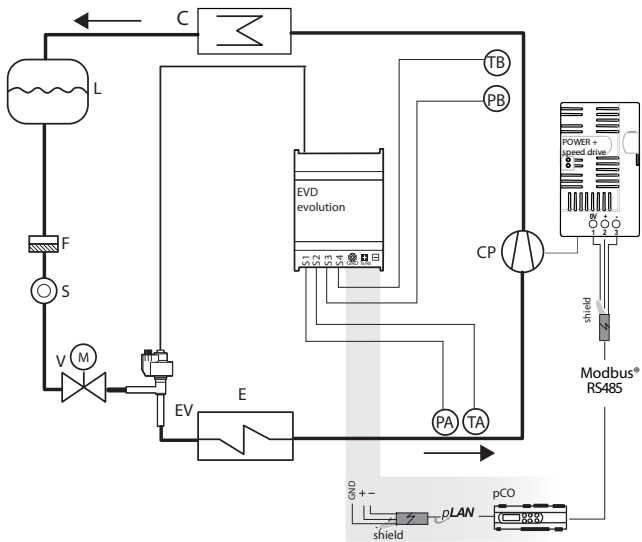 C
L
TB
PB
POWER +
speed drive
EVD
evolution
0V + -
1 2 3
S1 S2 S3 S4 GND
F
CP
S
shield
V M
Modbus®
RS485
EV E
PA TA
GND + −
pLAN
pCO
shield